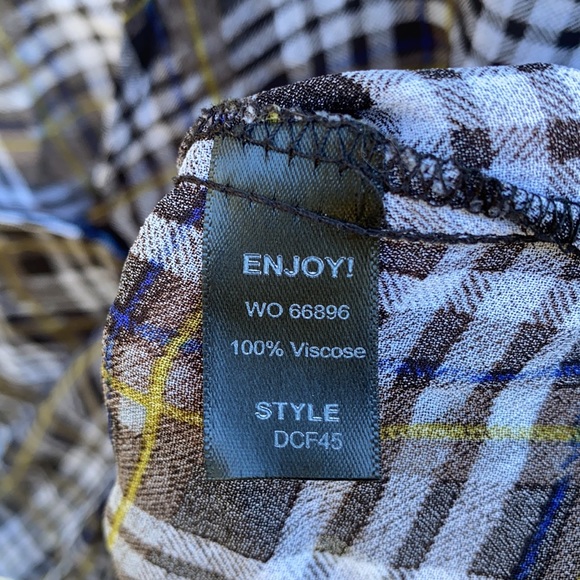 ENJOY!
WO 66896
100% Viscose
STYLE
DCF45